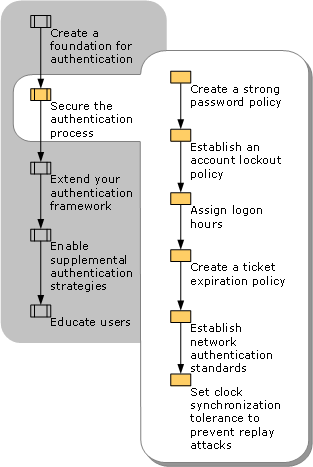 Create a
foundation for
authentication
Secure the
authentication
process
Extend your
authentication
framework
Enable
supplemental
authentication
strategies
Educate users
Create a strong
password policy
Establish an
account lockout
policy
Assign logon
hours
Create a ticket
expiration policy
Establish
network
authentication
standards
Set clock
synchronization
tolerance to
prevent replay
attacks